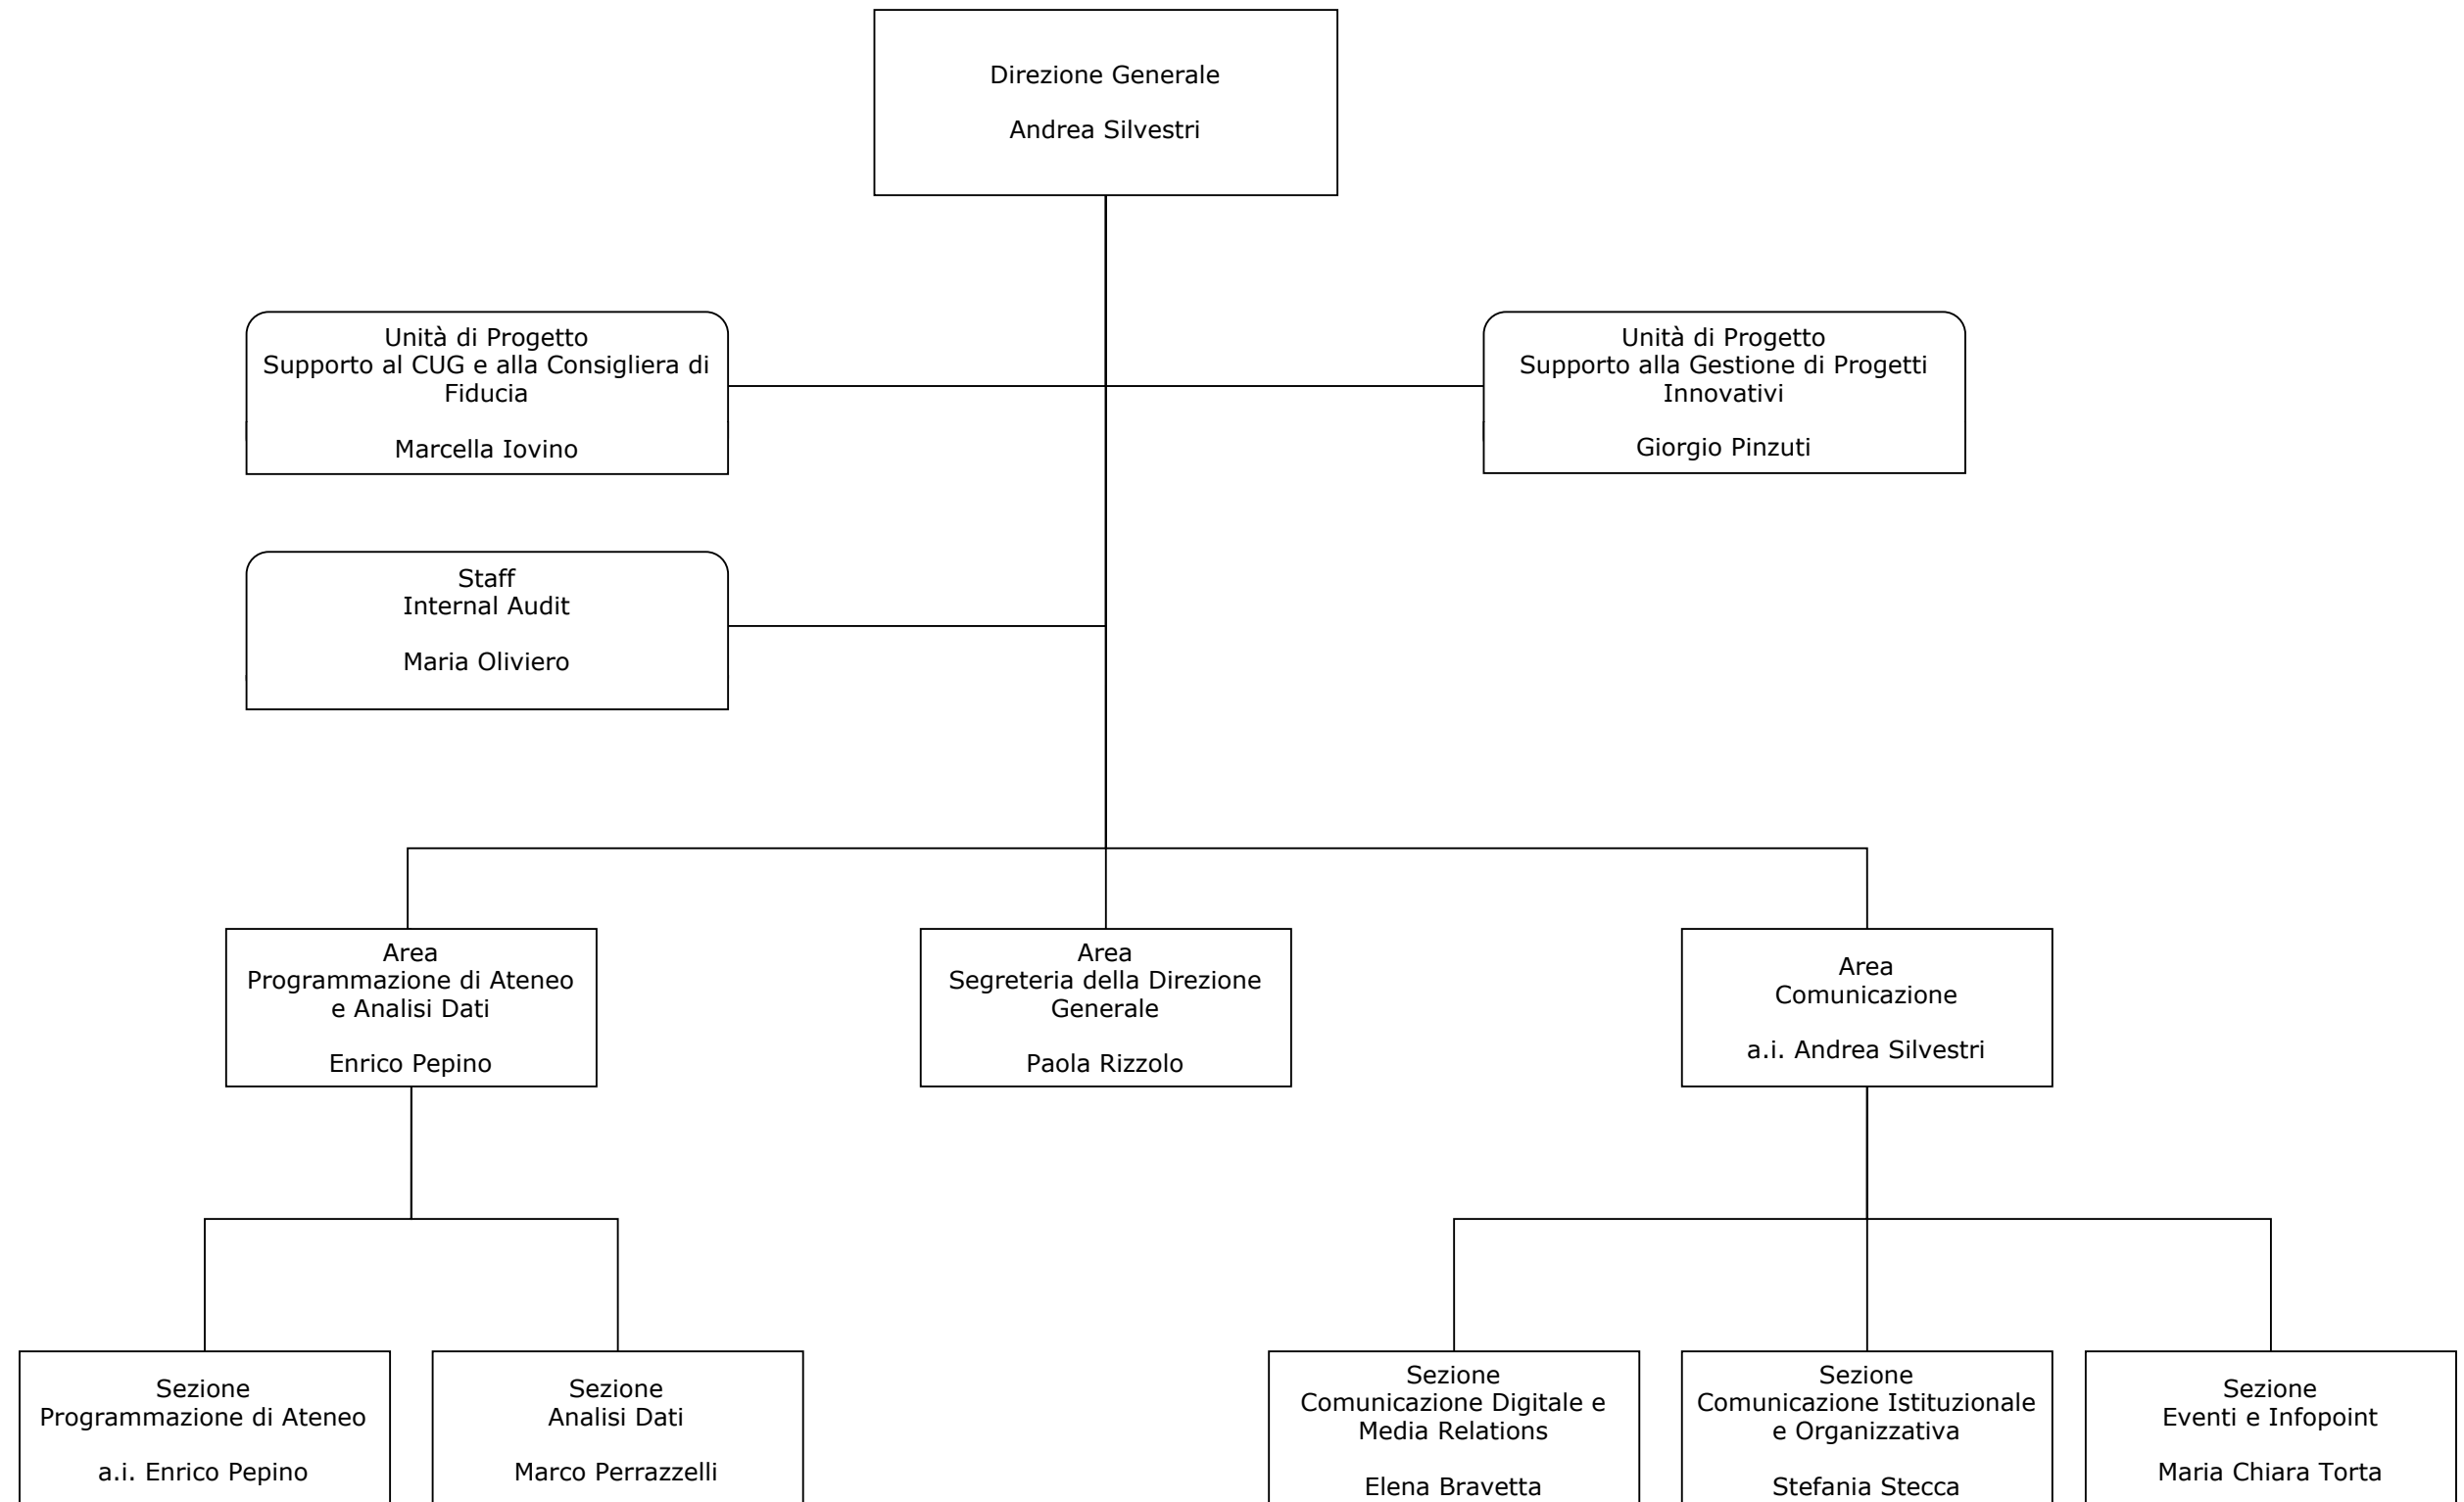 Direzione Generale
Andrea Silvestri
Unità di Progetto
Supporto al CUG e alla Consigliera di
Fiducia
Marcella Iovino
Unità di Progetto
Supporto alla Gestione di Progetti
Innovativi
Giorgio Pinzuti
Staff
Internal Audit
Maria Oliviero
Area
Programmazione di Ateneo
e Analisi Dati
Enrico Pepino
Area
Segreteria della Direzione
Generale
Paola Rizzolo
Area
Comunicazione
a.i. Andrea Silvestri
Sezione
Programmazione di Ateneo
a.i. Enrico Pepino
Sezione
Analisi Dati
Marco Perrazzelli
Sezione
Comunicazione Digitale e
Media Relations
Elena Bravetta
Sezione
Comunicazione Istituzionale
e Organizzativa
Stefania Stecca
Sezione
Eventi e Infopoint
Maria Chiara Torta